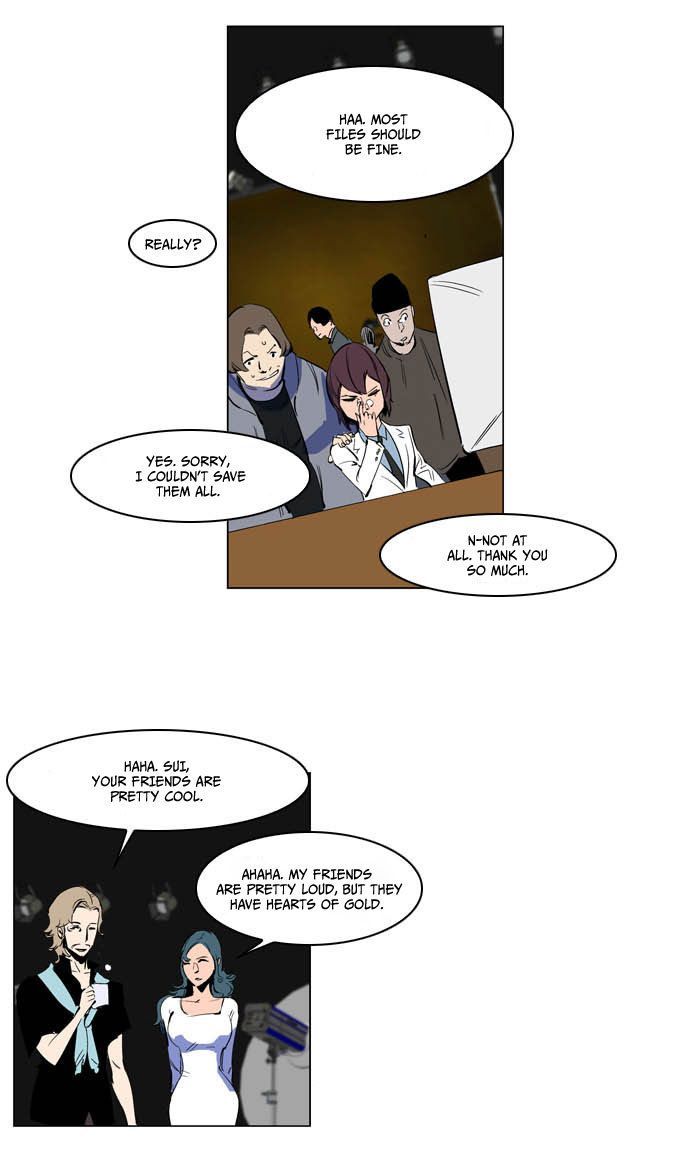 HAA. MOST
FILES SHOULD
BE FINE.
REALLY?
YES. SORRY,
I COULDN'T SAVE
THEM ALL.
N-NOT AT
ALL. THANK YOU
SO MUCH.
HAHA. SUI,
YOUR FRIENDS ARE
PRETTY COOL.
AHAHA. MY FRIENDS
ARE PRETTY LOUD, BUT THEY
HAVE HEARTS OF GOLD.